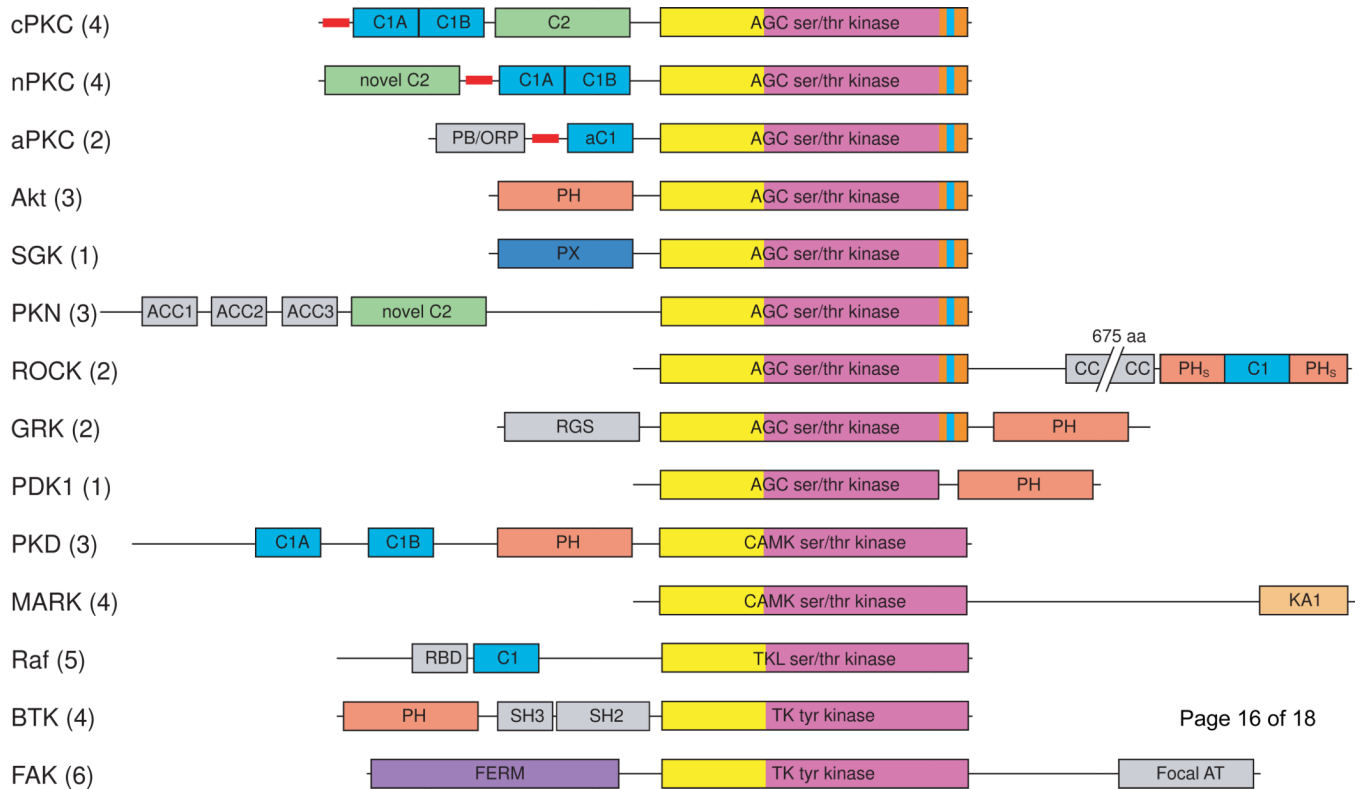 cPKC (4) C1A C1B C2 AGC ser/thr kinase
nPKC (4) novel C2 C1A C1B AGC ser/thr kinase
aPKC (2) PB/ORP aC1 AGC ser/thr kinase
Akt (3) PH AGC ser/thr kinase
SGK (1) PX AGC ser/thr kinase
PKN (3) ACC1 ACC2 ACC3 novel C2 AGC ser/thr kinase
675 aa
ROCK (2) AGC ser/thr kinase CC CC PHs C1 PHs
GRK (2) RGS AGC ser/thr kinase PH
PDK1 (1) AGC ser/thr kinase PH
PKD (3) C1A C1B PH CAMK ser/thr kinase
MARK (4) CAMK ser/thr kinase KA1
Raf (5) RBD C1 TKL ser/thr kinase
BTK (4) PH SH3 SH2 TK tyr kinase
Page 16 of 18
FAK (6) FERM TK tyr kinase Focal AT